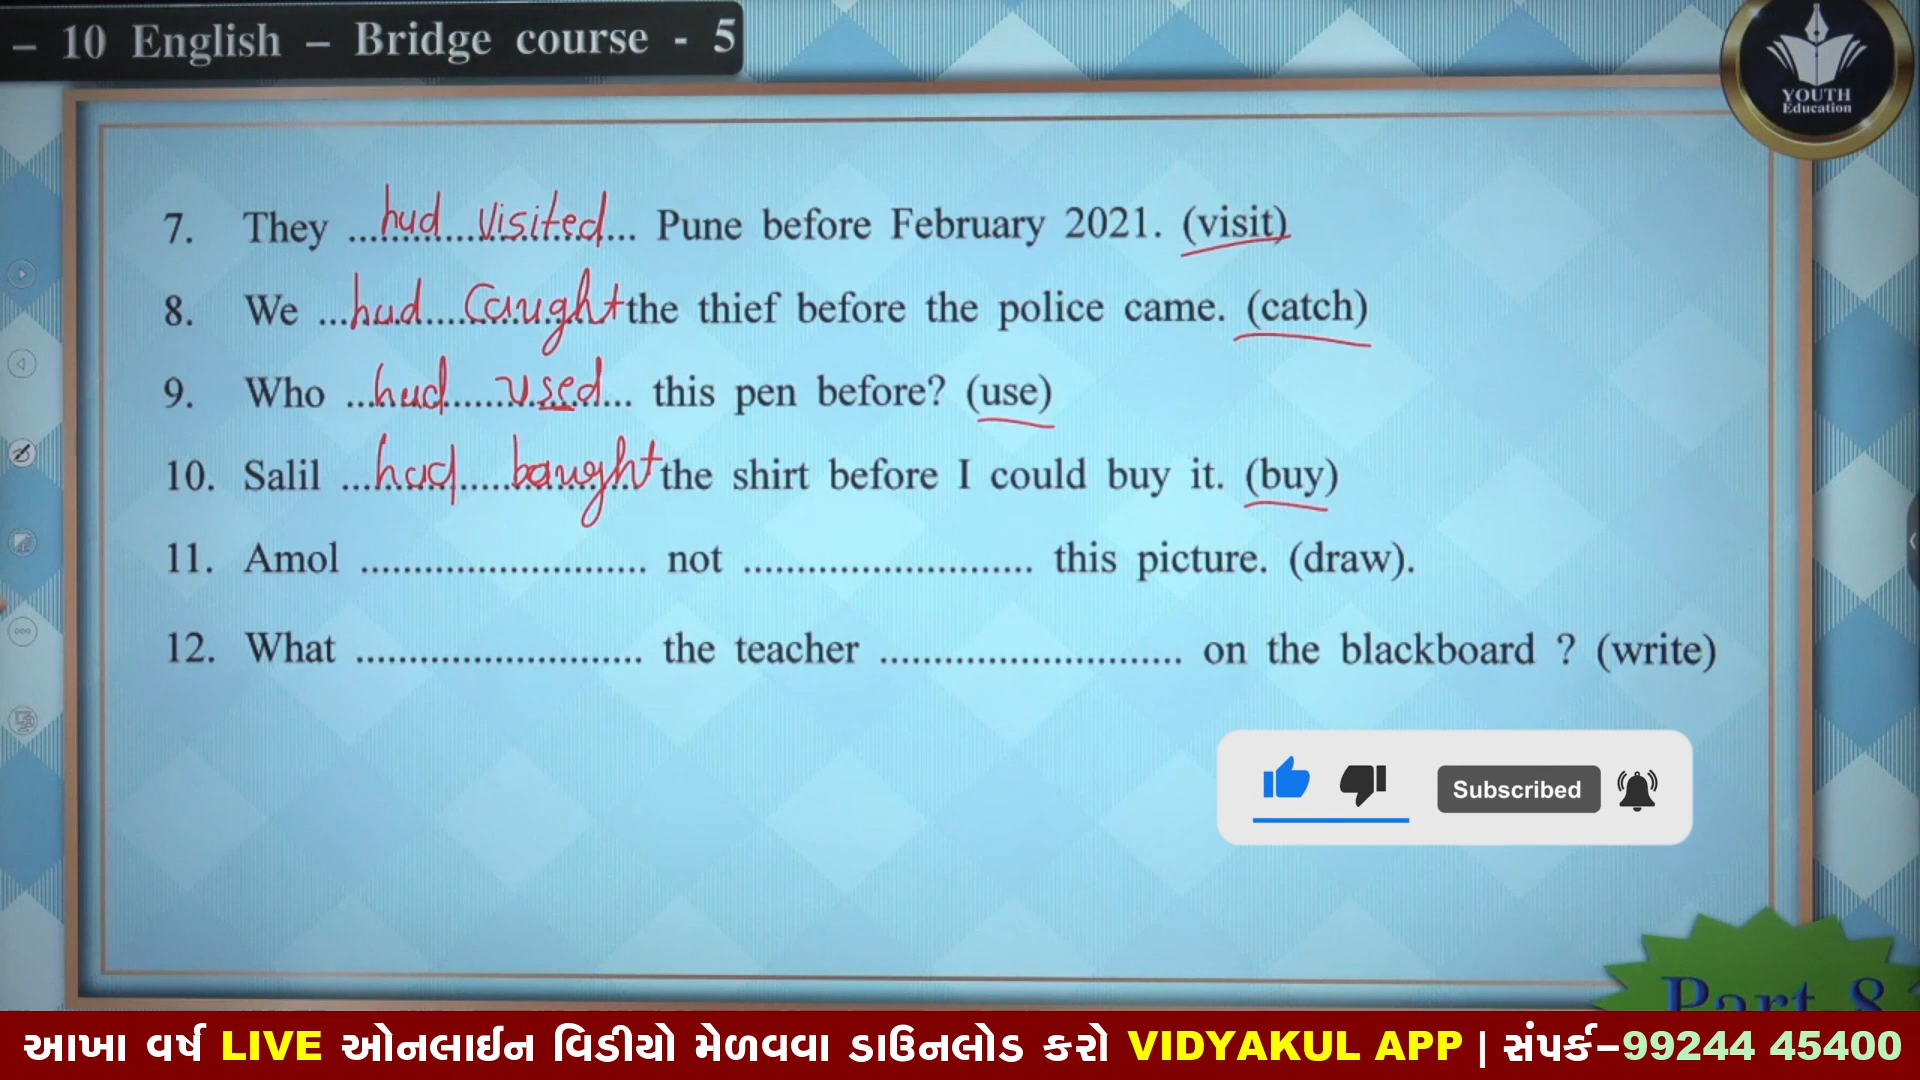 – 10 English – Bridge course - 5
YOUTH
Education
7. They ...had visited... Pune before February 2021. (visit)
8. We ...had caught the thief before the police came. (catch)
9. Who ...had used... this pen before? (use)
10. Salil ...had baught the shirt before I could buy it. (buy)
11. Amol ........................... not ........................... this picture. (draw).
12. What ........................... the teacher ............................ on the blackboard ? (write)
Subscribed
Part 8
આખા વર્ષ LIVE ઓનલાઈન વિડીયો મેળવવા ડાઉનલોડ કરો VIDYAKUL APP | સંપર્ક–99244 45400